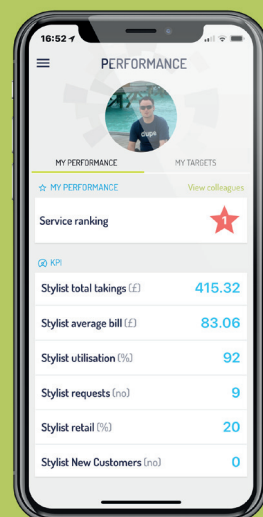 16:52
PERFORMANCE
dupe
MY PERFORMANCE MY TARGETS
MY PERFORMANCE View colleagues
Service ranking 1
KPI
Stylist total takings (£) 415.32
Stylist average bill (£) 83.06
Stylist utilisation (%) 92
Stylist requests (no) 9
Stylist retail (%) 20
Stylist New Customers (no) 0